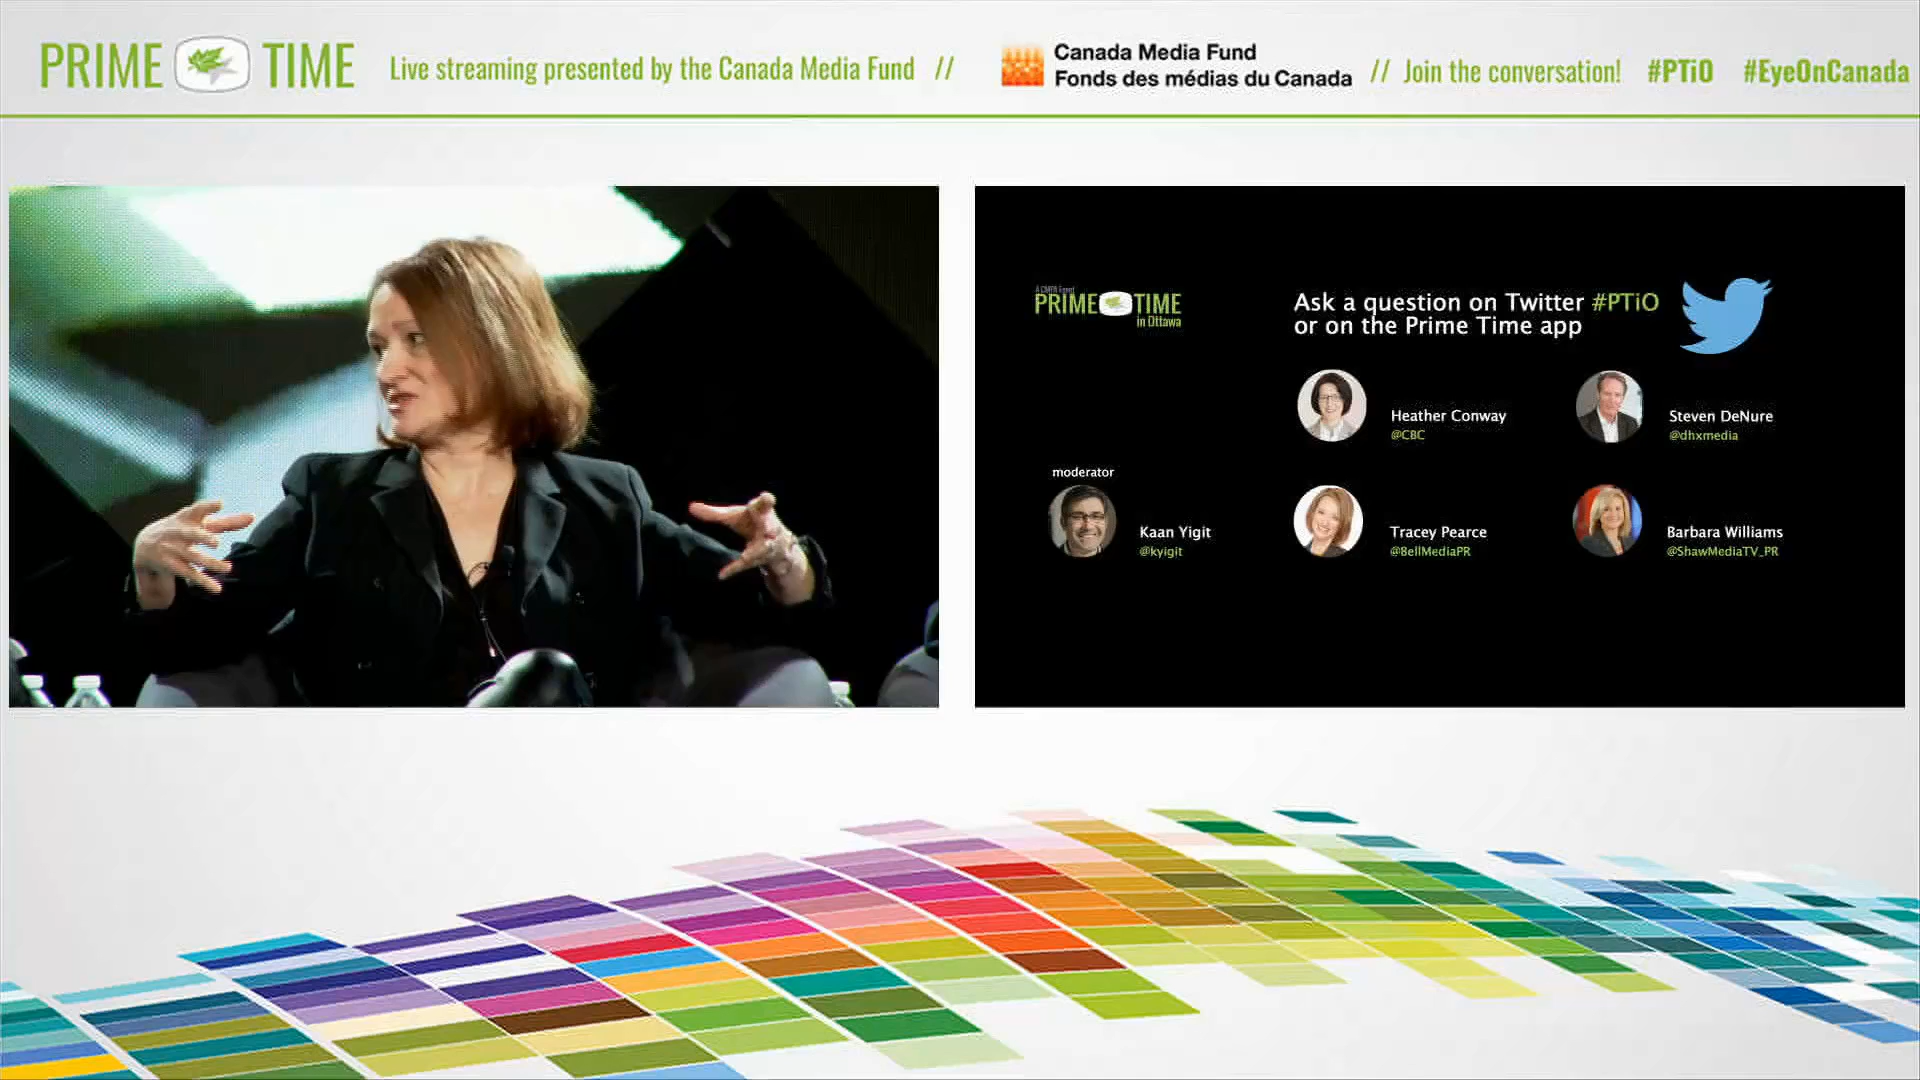 PRIME TIME
Live streaming presented by the Canada Media Fund //
Canada Media Fund
Fonds des médias du Canada
// Join the conversation! #PTiO #EyeOnCanada
A CMPA Event
PRIME TIME
in Ottawa
Ask a question on Twitter #PTiO
or on the Prime Time app
Heather Conway
@CBC
Steven DeNure
@dhxmedia
moderator
Kaan Yigit
@kyigit
Tracey Pearce
@BellMediaPR
Barbara Williams
@ShawMediaTV_PR